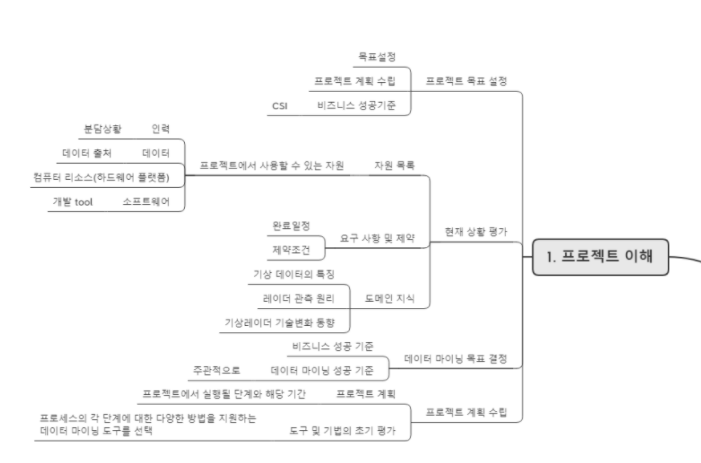 목표설정
프로젝트 계획 수립
프로젝트 목표 설정
CSI
비즈니스 성공기준
분담상황
인력
데이터 출처
데이터
프로젝트에서 사용할 수 있는 자원
자원 목록
컴퓨터 리소스(하드웨어 플랫폼)
개발 tool
소프트웨어
완료일정
요구 사항 및 제약
현재 상황 평가
제약조건
1. 프로젝트 이해
기상 데이터의 특징
레이더 관측 원리
도메인 지식
기상레이더 기술변화 동향
비즈니스 성공 기준
데이터 마이닝 목표 결정
주관적으로
데이터 마이닝 성공 기준
프로젝트에서 실행될 단계와 해당 기간
프로젝트 계획
프로젝트 계획 수립
프로세스의 각 단계에 대한 다양한 방법을 지원하는
데이터 마이닝 도구를 선택
도구 및 기법의 초기 평가